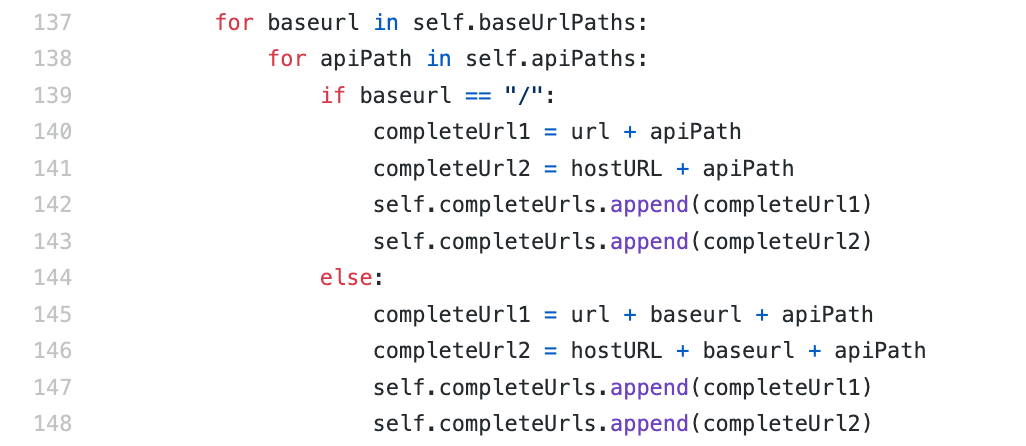 137 for baseurl in self.baseUrlPaths:
138 for apiPath in self.apiPaths:
139 if baseurl == "/":
140 completeUrl1 = url + apiPath
141 completeUrl2 = hostURL + apiPath
142 self.completeUrls.append(completeUrl1)
143 self.completeUrls.append(completeUrl2)
144 else:
145 completeUrl1 = url + baseurl + apiPath
146 completeUrl2 = hostURL + baseurl + apiPath
147 self.completeUrls.append(completeUrl1)
148 self.completeUrls.append(completeUrl2)